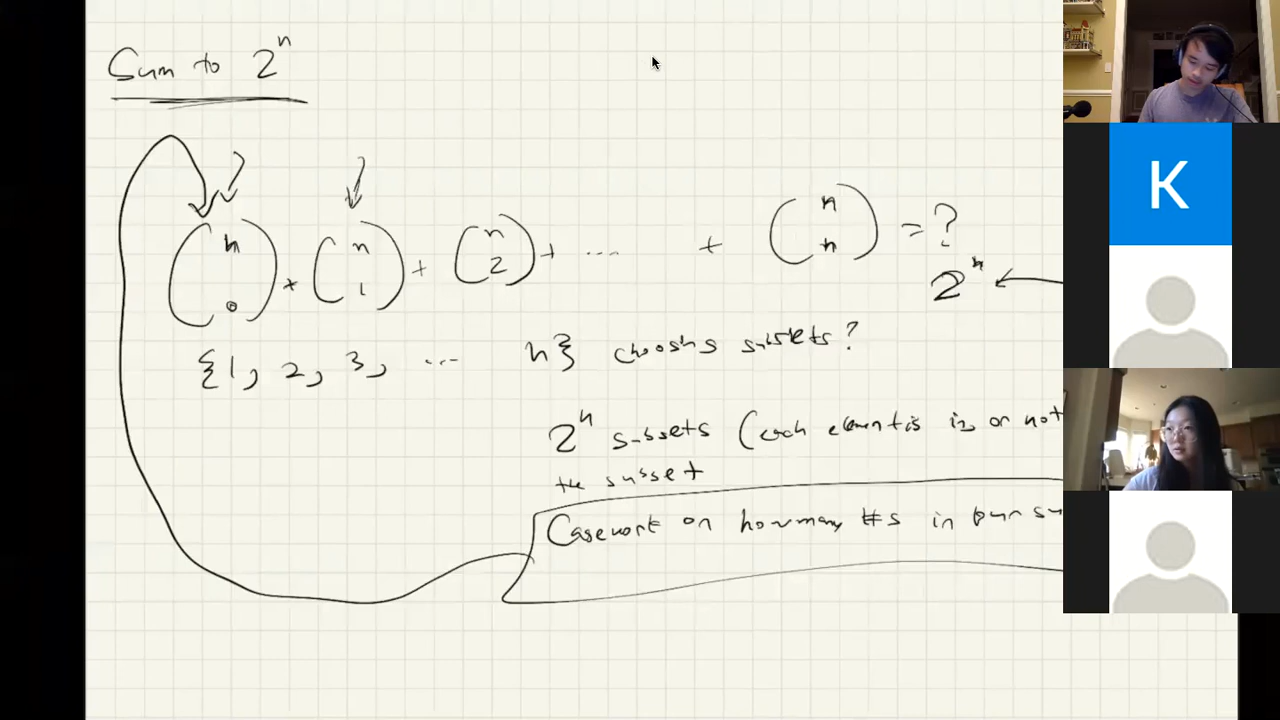 Sum to 2^n
(n 0) + (n 1) + (n 2) + ... + (n n) = ?
2^n
{1, 2, 3, ... n} choosing subsets?
2^n subsets (each element is in or not
the subset
Casework on how many #s in our su
K